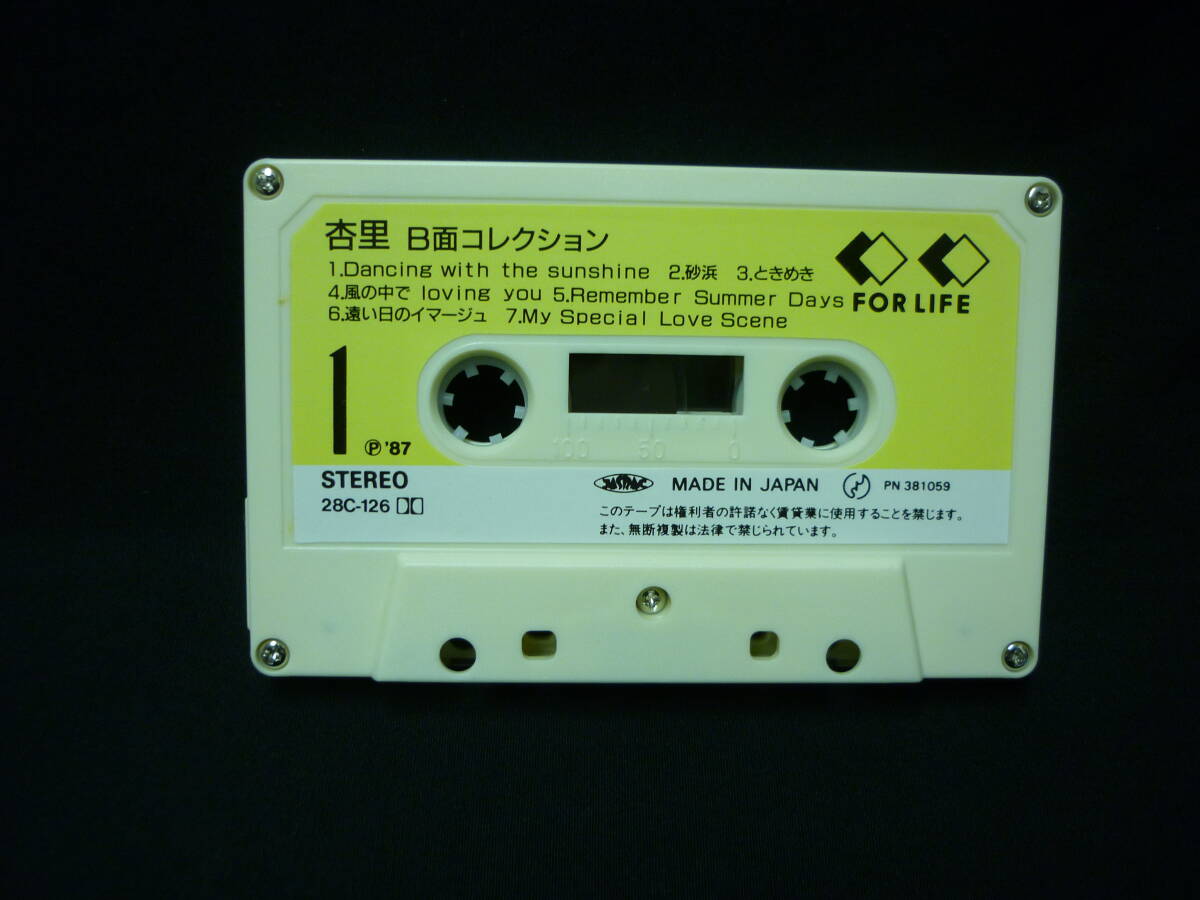 杏里 B面コレクション
1.Dancing with the sunshine 2.砂浜 3.ときめき
4.風の中で loving you 5.Remember Summer Days
6.遠い日のイマージュ 7.My Special Love Scene
FOR LIFE
1
Ⓟ'87
100 50 0
STEREO
28C-126
JASRAC MADE IN JAPAN PN 381059
このテープは権利者の許諾なく賃貸業に使用することを禁じます。
また、無断複製は法律で禁じられています。